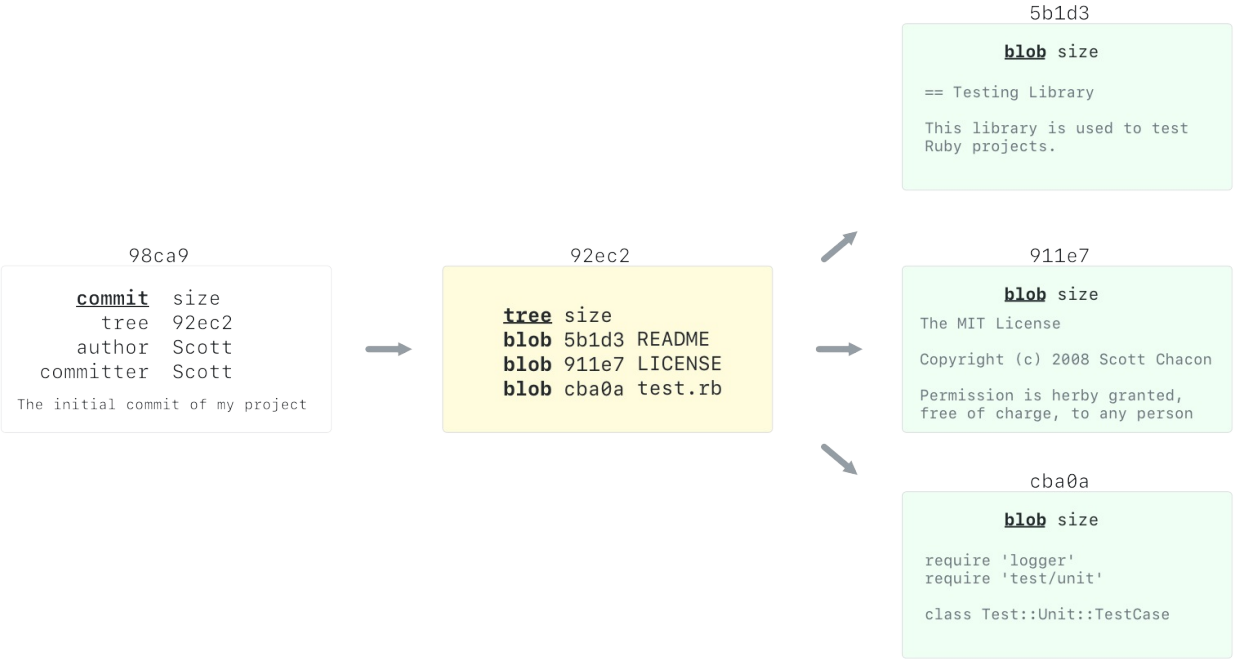 98ca9
commit size
tree 92ec2
author Scott
committer Scott
The initial commit of my project
92ec2
tree size
blob 5b1d3 README
blob 911e7 LICENSE
blob cba0a test.rb
5b1d3
blob size
== Testing Library
This library is used to test
Ruby projects.
911e7
blob size
The MIT License
Copyright (c) 2008 Scott Chacon
Permission is herby granted,
free of charge, to any person
cba0a
blob size
require 'logger'
require 'test/unit'
class Test::Unit::TestCase